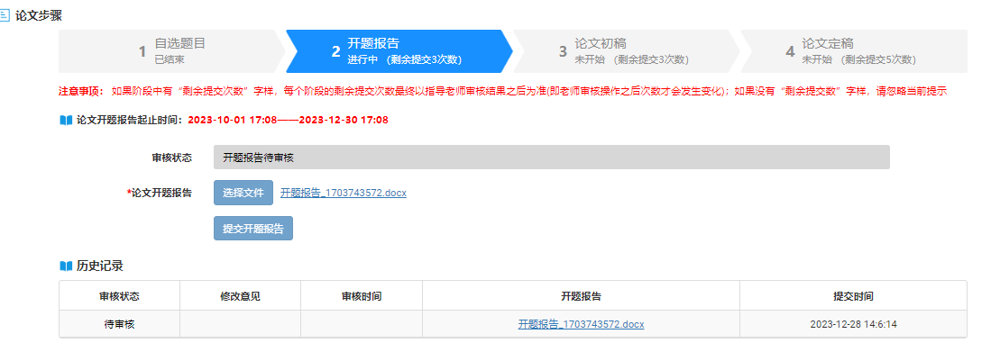 论文步骤
1 自选题目 已结束
2 开题报告 进行中 （剩余提交3次数）
3 论文初稿 未开始 （剩余提交3次数）
4 论文定稿 未开始 （剩余提交5次数）
注意事项： 如果阶段中有“剩余提交次数”字样，每个阶段的剩余提交次数最终以指导老师审核结果之后为准(即老师审核操作之后次数才会发生变化)；如果没有“剩余提交数”字样，请忽略当前提示
论文开题报告起止时间：2023-10-01 17:08——2023-12-30 17:08
审核状态 开题报告待审核
*论文开题报告 选择文件 开题报告_1703743572.docx
提交开题报告
历史记录
审核状态 修改意见 审核时间 开题报告 提交时间
待审核 开题报告_1703743572.docx 2023-12-28 14:6:14